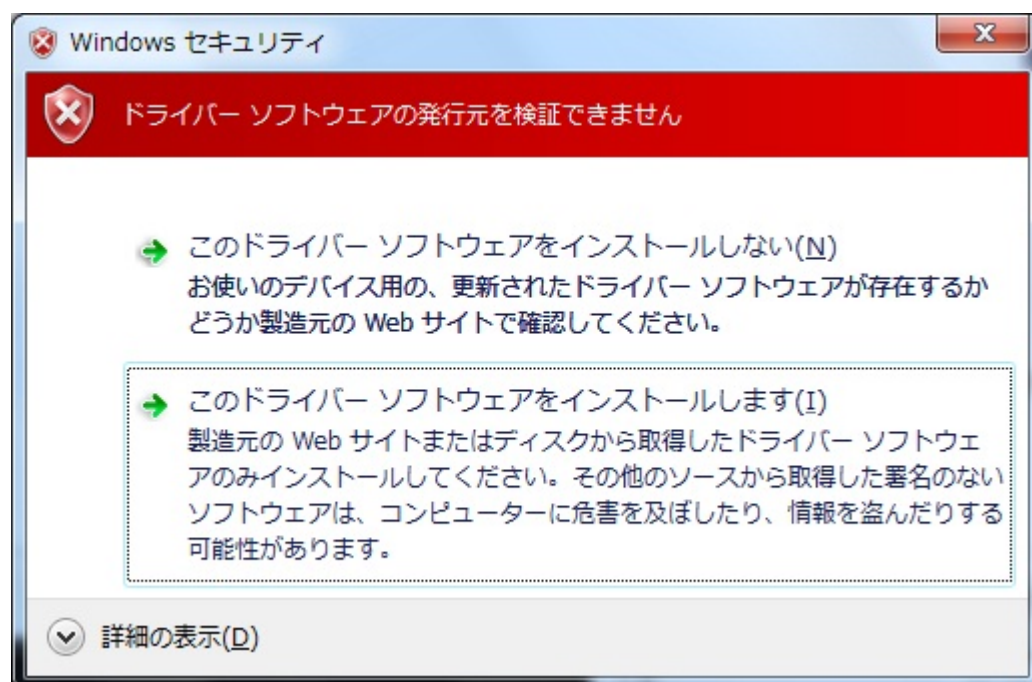 Windows セキュリティ
ドライバー ソフトウェアの発行元を検証できません
このドライバー ソフトウェアをインストールしない(N)
お使いのデバイス用の、更新されたドライバー ソフトウェアが存在するか
どうか製造元の Web サイトで確認してください。
このドライバー ソフトウェアをインストールします(I)
製造元の Web サイトまたはディスクから取得したドライバー ソフトウェ
アのみインストールしてください。その他のソースから取得した署名のない
ソフトウェアは、コンピューターに危害を及ぼしたり、情報を盗んだりする
可能性があります。
詳細の表示(D)